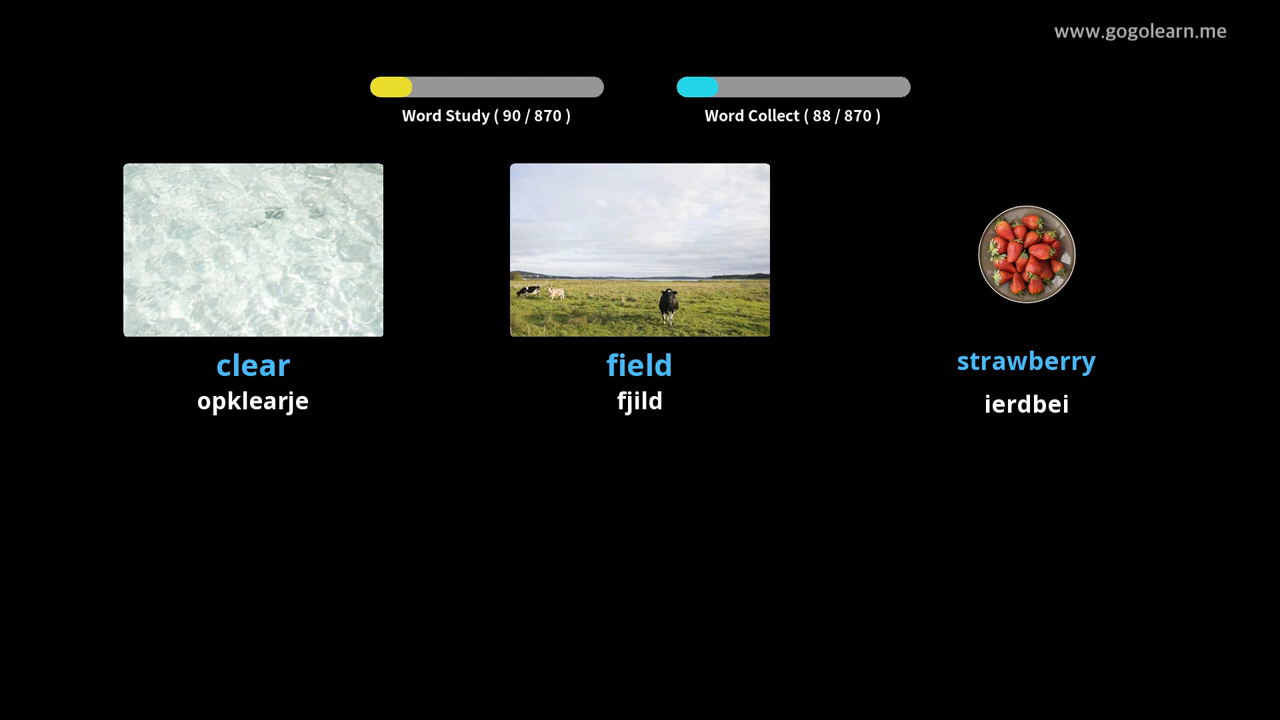 www.gogolearn.me
Word Study ( 90 / 870 )
Word Collect ( 88 / 870 )
clear
opklearje
field
fjild
strawberry
ierdbei